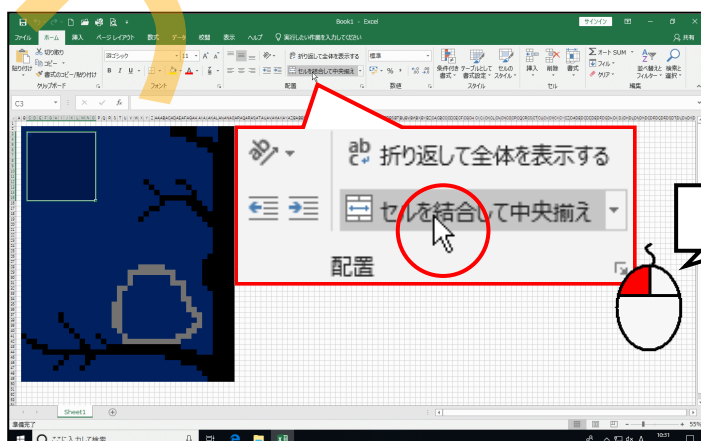 Book1 - Excel
サインイン
ファイル ホーム 挿入 ページ レイアウト 数式 データ 校閲 表示 ヘルプ 実行したい作業を入力してください
共有
貼り付け
切り取り
コピー
書式のコピー/貼り付け
クリップボード
游ゴシック 11
B I U
フォント
折り返して全体を表示する
セルを結合して中央揃え
配置
標準
数値
条件付き 書式
テーブルとして 書式設定
セルの スタイル
スタイル
挿入 削除 書式
セル
オート SUM
フィル
クリア
並べ替えと フィルター
検索と 選択
編集
C3
ab 折り返して全体を表示する
セルを結合して中央揃え
配置
Sheet1
準備完了
55%
ここに入力して検索
10:51